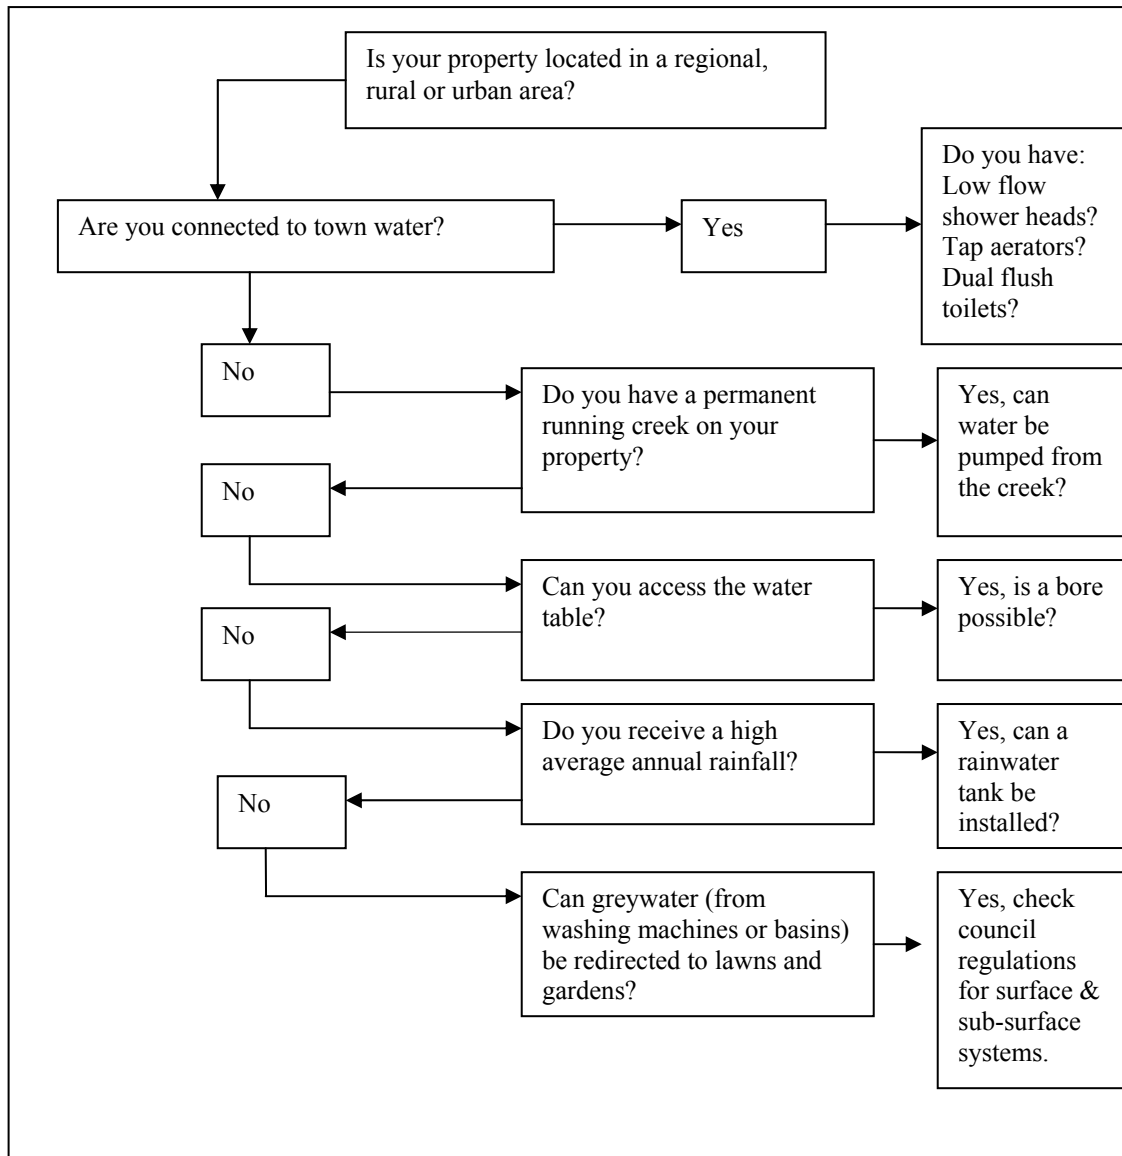 Is your property located in a regional,
rural or urban area?
Are you connected to town water?
Yes
Do you have:
Low flow
shower heads?
Tap aerators?
Dual flush
toilets?
No
Do you have a permanent
running creek on your
property?
Yes, can
water be
pumped from
the creek?
No
Can you access the water
table?
Yes, is a bore
possible?
No
Do you receive a high
average annual rainfall?
Yes, can a
rainwater
tank be
installed?
No
Can greywater (from
washing machines or basins)
be redirected to lawns and
gardens?
Yes, check
council
regulations
for surface &
sub-surface
systems.